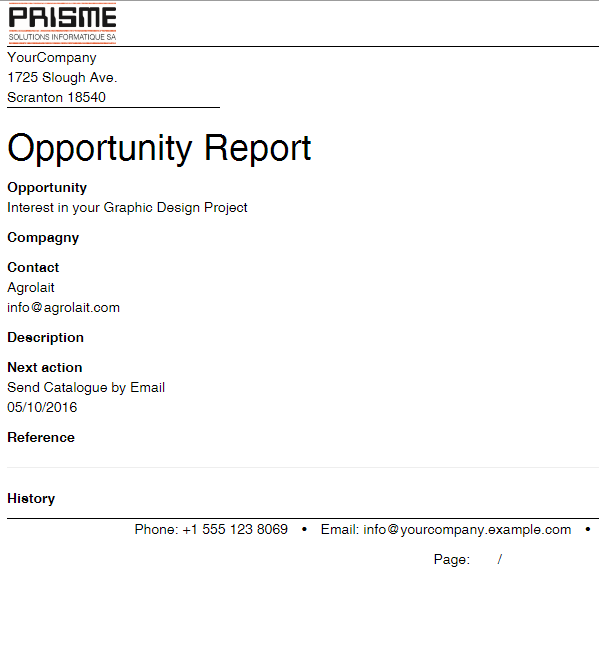 PRISME
SOLUTIONS INFORMATIQUE SA
YourCompany
1725 Slough Ave.
Scranton 18540
Opportunity Report
Opportunity
Interest in your Graphic Design Project
Compagny
Contact
Agrolait
info@agrolait.com
Description
Next action
Send Catalogue by Email
05/10/2016
Reference
History
Phone: +1 555 123 8069 • Email: info@yourcompany.example.com •
Page: /